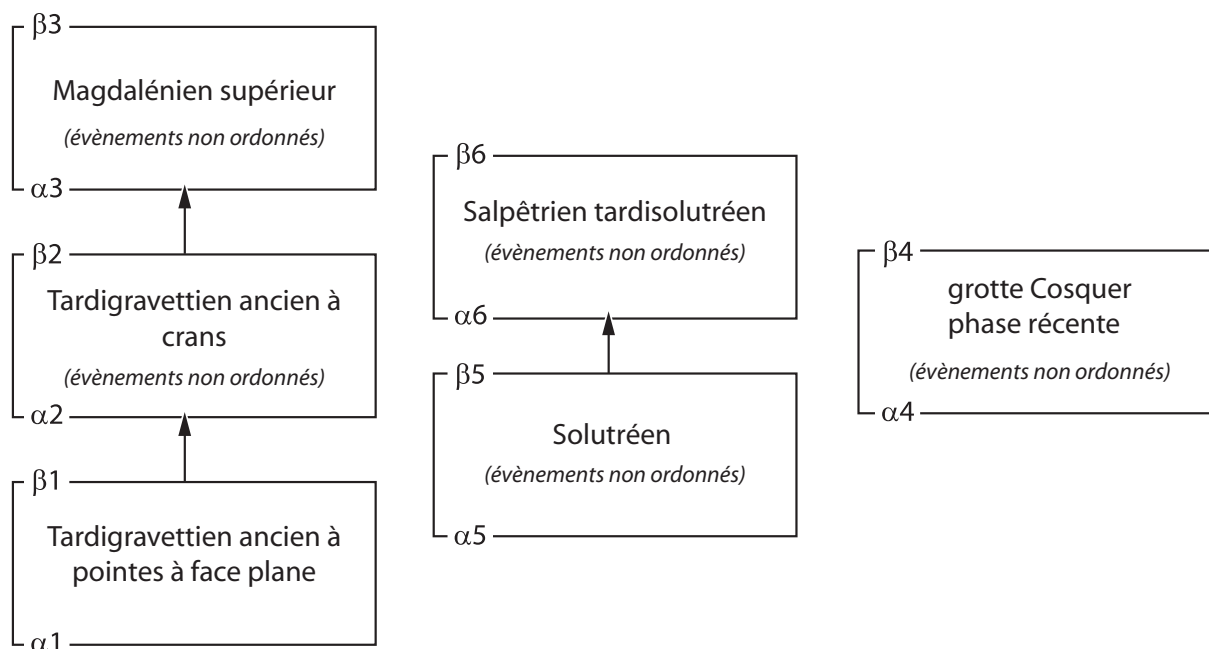 β3
Magdalénien supérieur
(évènements non ordonnés)
α3
β2
Tardigravettien ancien à
crans
(évènements non ordonnés)
α2
β1
Tardigravettien ancien à
pointes à face plane
α1
β6
Salpêtrien tardisolutréen
(évènements non ordonnés)
α6
β5
Solutréen
(évènements non ordonnés)
α5
β4
grotte Cosquer
phase récente
(évènements non ordonnés)
α4